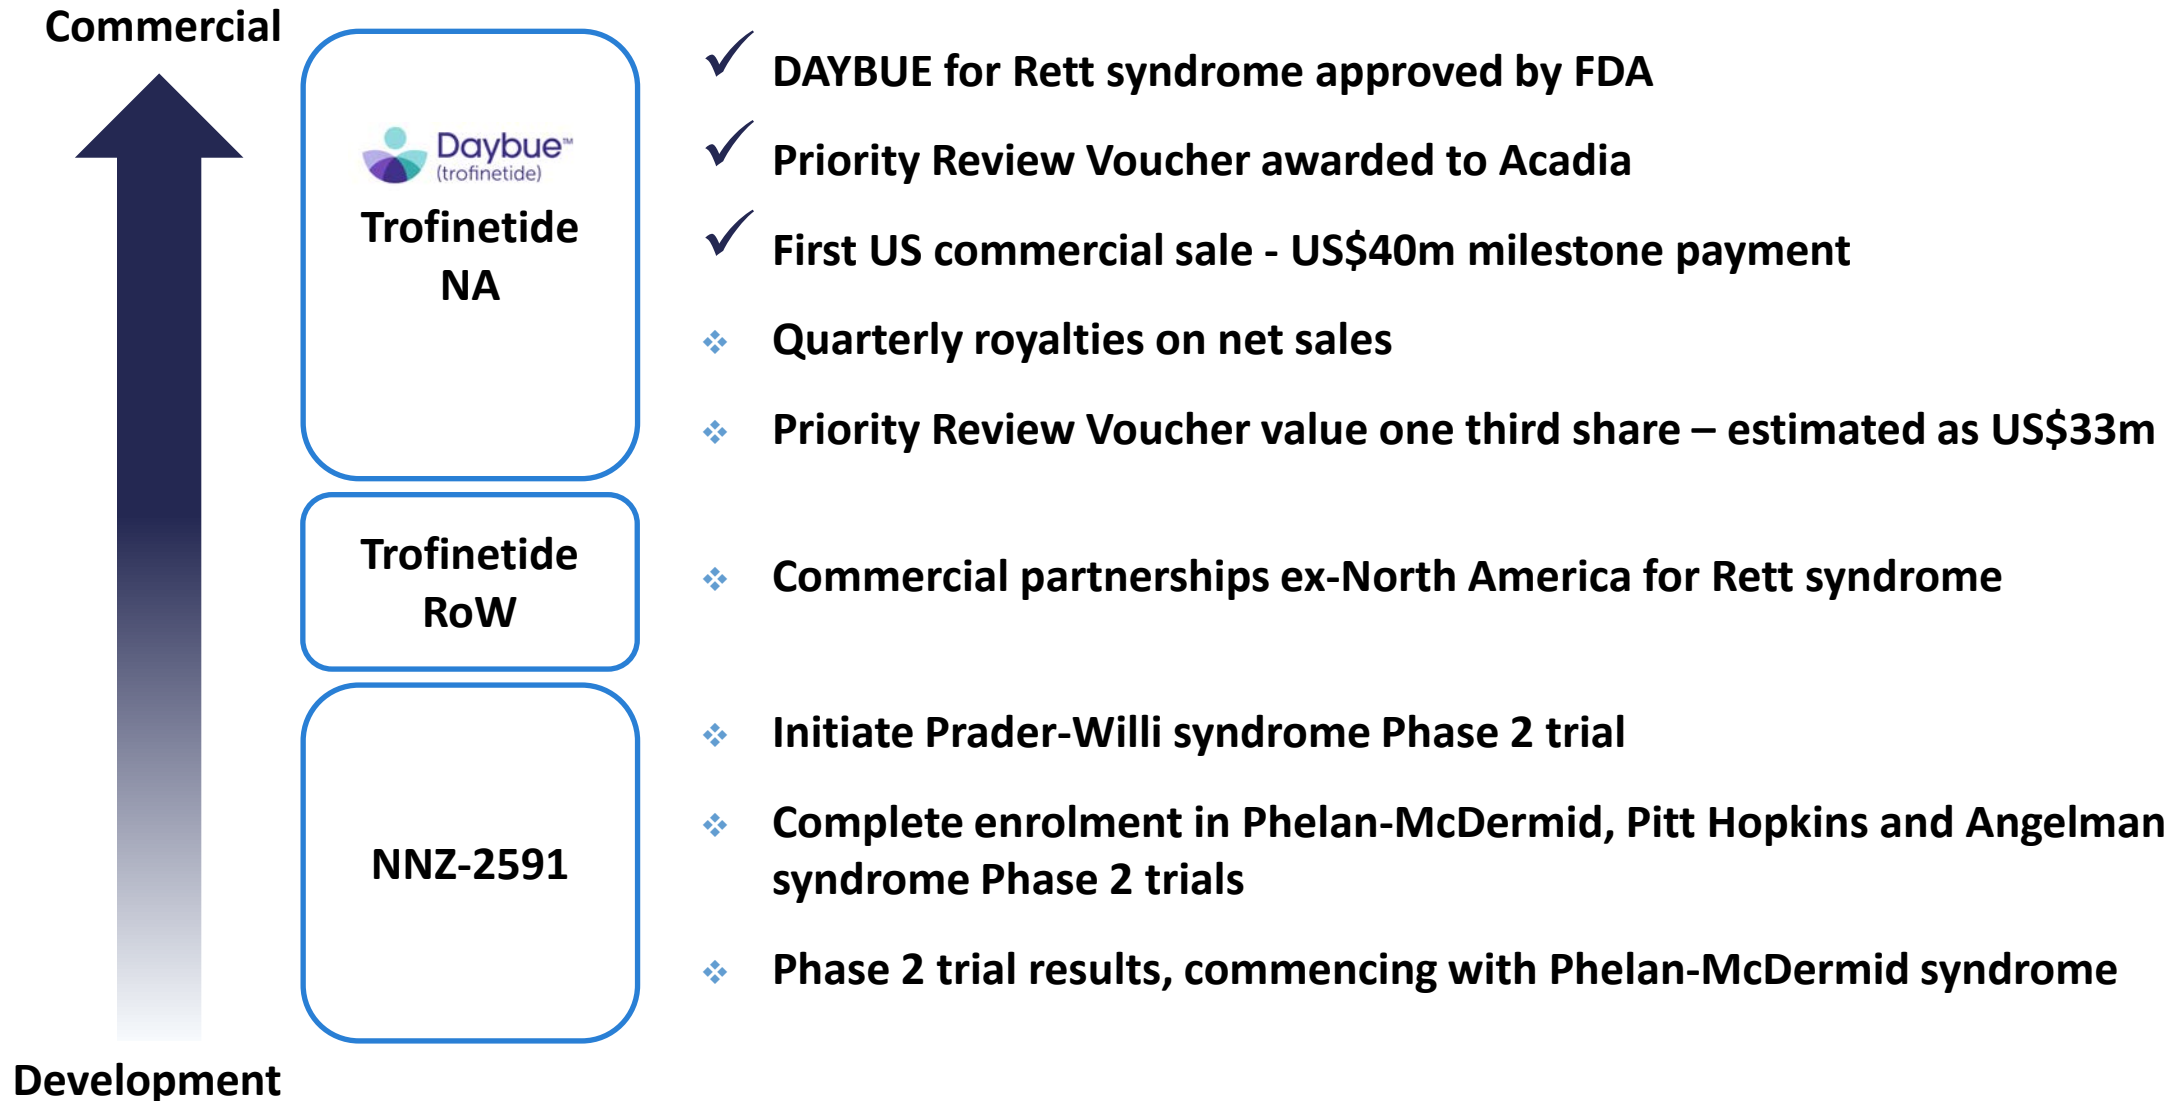 Commercial
Daybue™
(trofinetide)
Trofinetide
NA
✓ DAYBUE for Rett syndrome approved by FDA
✓ Priority Review Voucher awarded to Acadia
✓ First US commercial sale - US$40m milestone payment
❖ Quarterly royalties on net sales
❖ Priority Review Voucher value one third share – estimated as US$33m
Trofinetide
RoW
❖ Commercial partnerships ex-North America for Rett syndrome
NNZ-2591
❖ Initiate Prader-Willi syndrome Phase 2 trial
❖ Complete enrolment in Phelan-McDermid, Pitt Hopkins and Angelman
syndrome Phase 2 trials
❖ Phase 2 trial results, commencing with Phelan-McDermid syndrome
Development